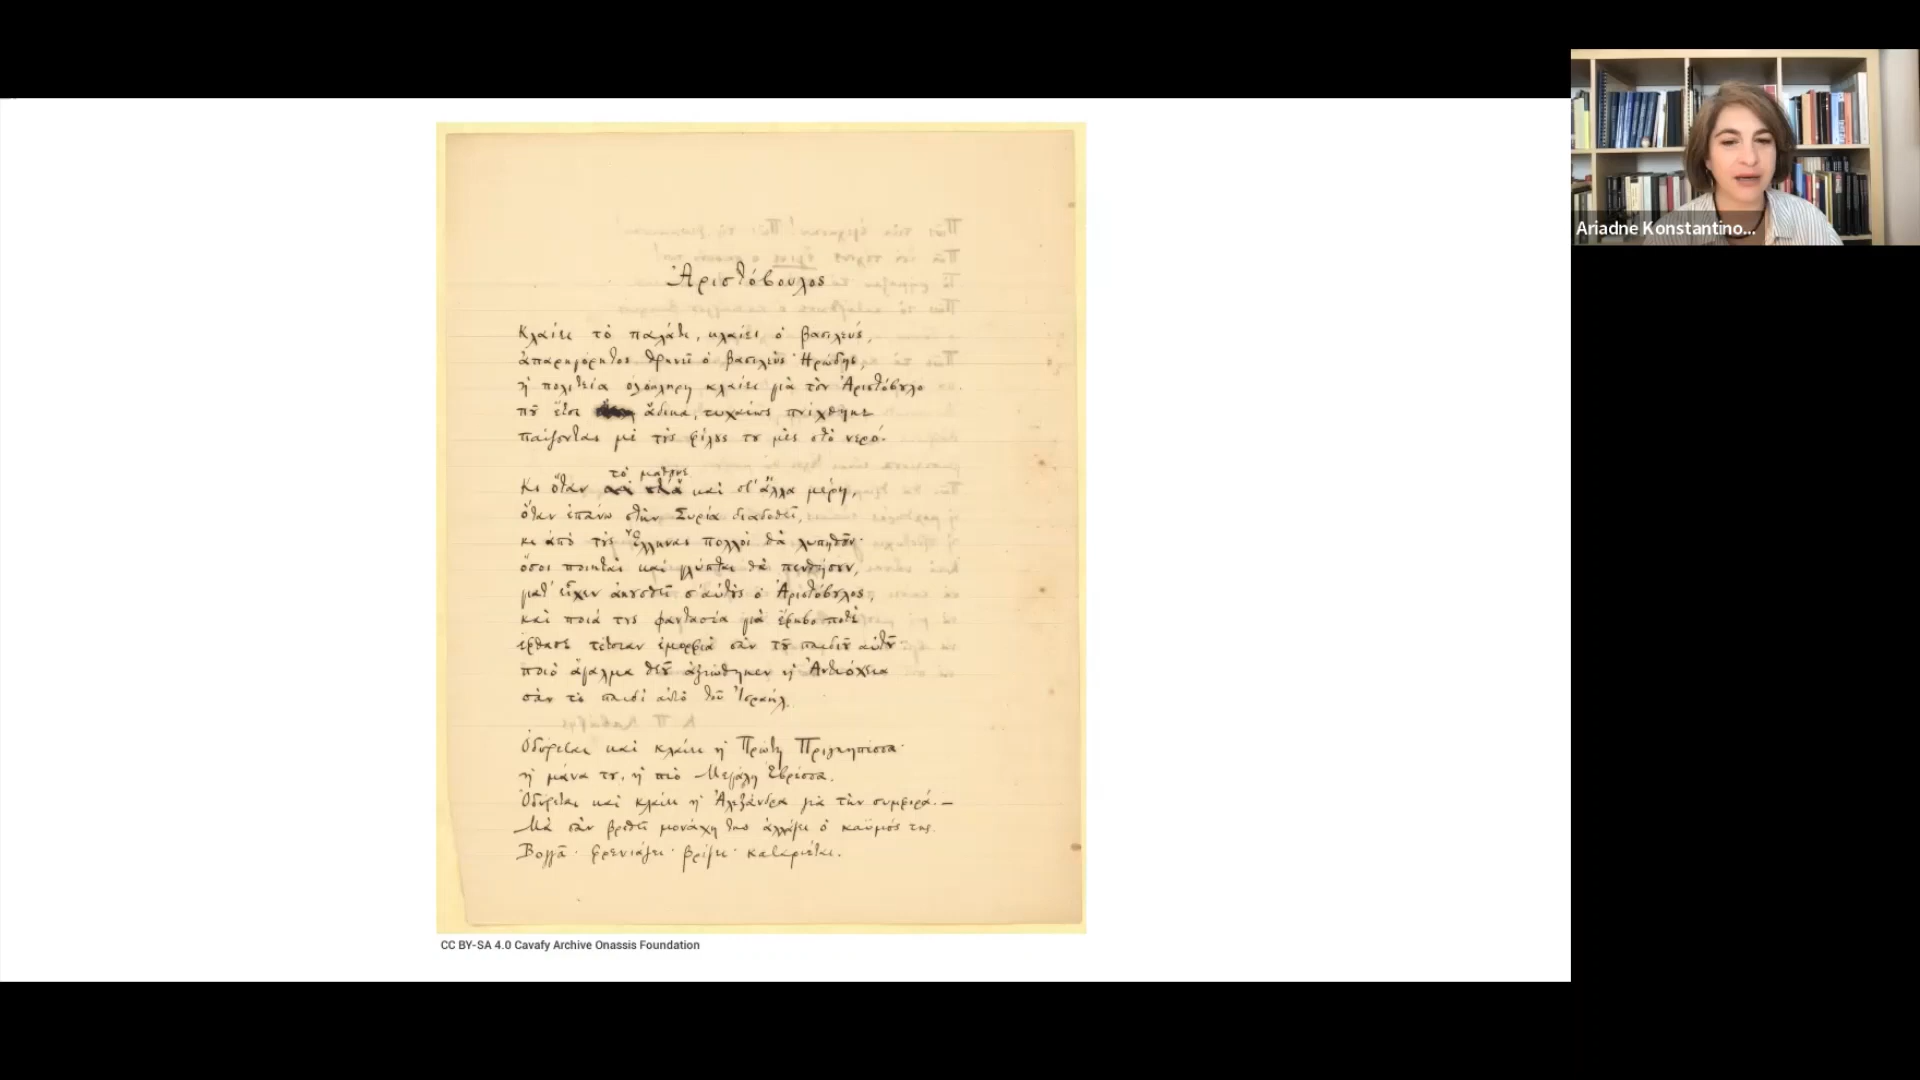 Ἀριστόβουλος
Κλαίει τὸ παλάτι, κλαίει ὁ βασιλεύς,
ἀπαρηγόρητος θρηνεῖ ὁ βασιλεὺς Ἡρώδης,
ἡ πολιτεία ὁλόκληρη κλαίει γιὰ τὸν Ἀριστόβουλο
ποῦ ἔτσι ἄδικα, τυχαίως πνίχθηκε
παίζοντας μὲ τοὺς φίλους του μὲς στὸ νερό.
τὸ μάθουνε
Κι ὅταν καὶ στ' ἄλλα μέρη,
ὅταν ἐπάνω στὴν Συρία διαδοθεῖ,
κι ἀπὸ τοὺς Ἕλληνας πολλοὶ θὰ λυπηθοῦν·
ὅσοι ποιηταὶ καὶ γλύπται θὰ πενθήσουν,
γιατ' εἶχεν ἀκουσθεῖ σ' αὐτοὺς ὁ Ἀριστόβουλος,
καὶ ποιά τους φαντασία γιὰ ἔφηβο ποτὲ
ἔφθασε τέτοιαν ἐμορφιὰ σὰν τοῦ παιδιοῦ αὐτοῦ·
ποιὸ ἄγαλμα θεοῦ ἀξιώθηκεν ἡ Ἀντιόχεια
σὰν τὸ παιδὶ αὐτὸ τοῦ Ἰσραήλ.
Ὀδύρεται καὶ κλαίει ἡ Πρώτη Πριγκηπίσσα·
ἡ μάνα του, ἡ πιὸ Μεγάλη Ἑβρέσσα.
Ὀδύρεται καὶ κλαίει ἡ Ἀλεξάνδρα γιὰ τὴν συμφορά.—
Μὰ σὰν βρεθεῖ μονάχη της ἀλλάζει ὁ καϋμός της.
Βογγᾶ· φρενιάζει· βρίζει· καταριέται.
CC BY-SA 4.0 Cavafy Archive Onassis Foundation
Ariadne Konstantino...